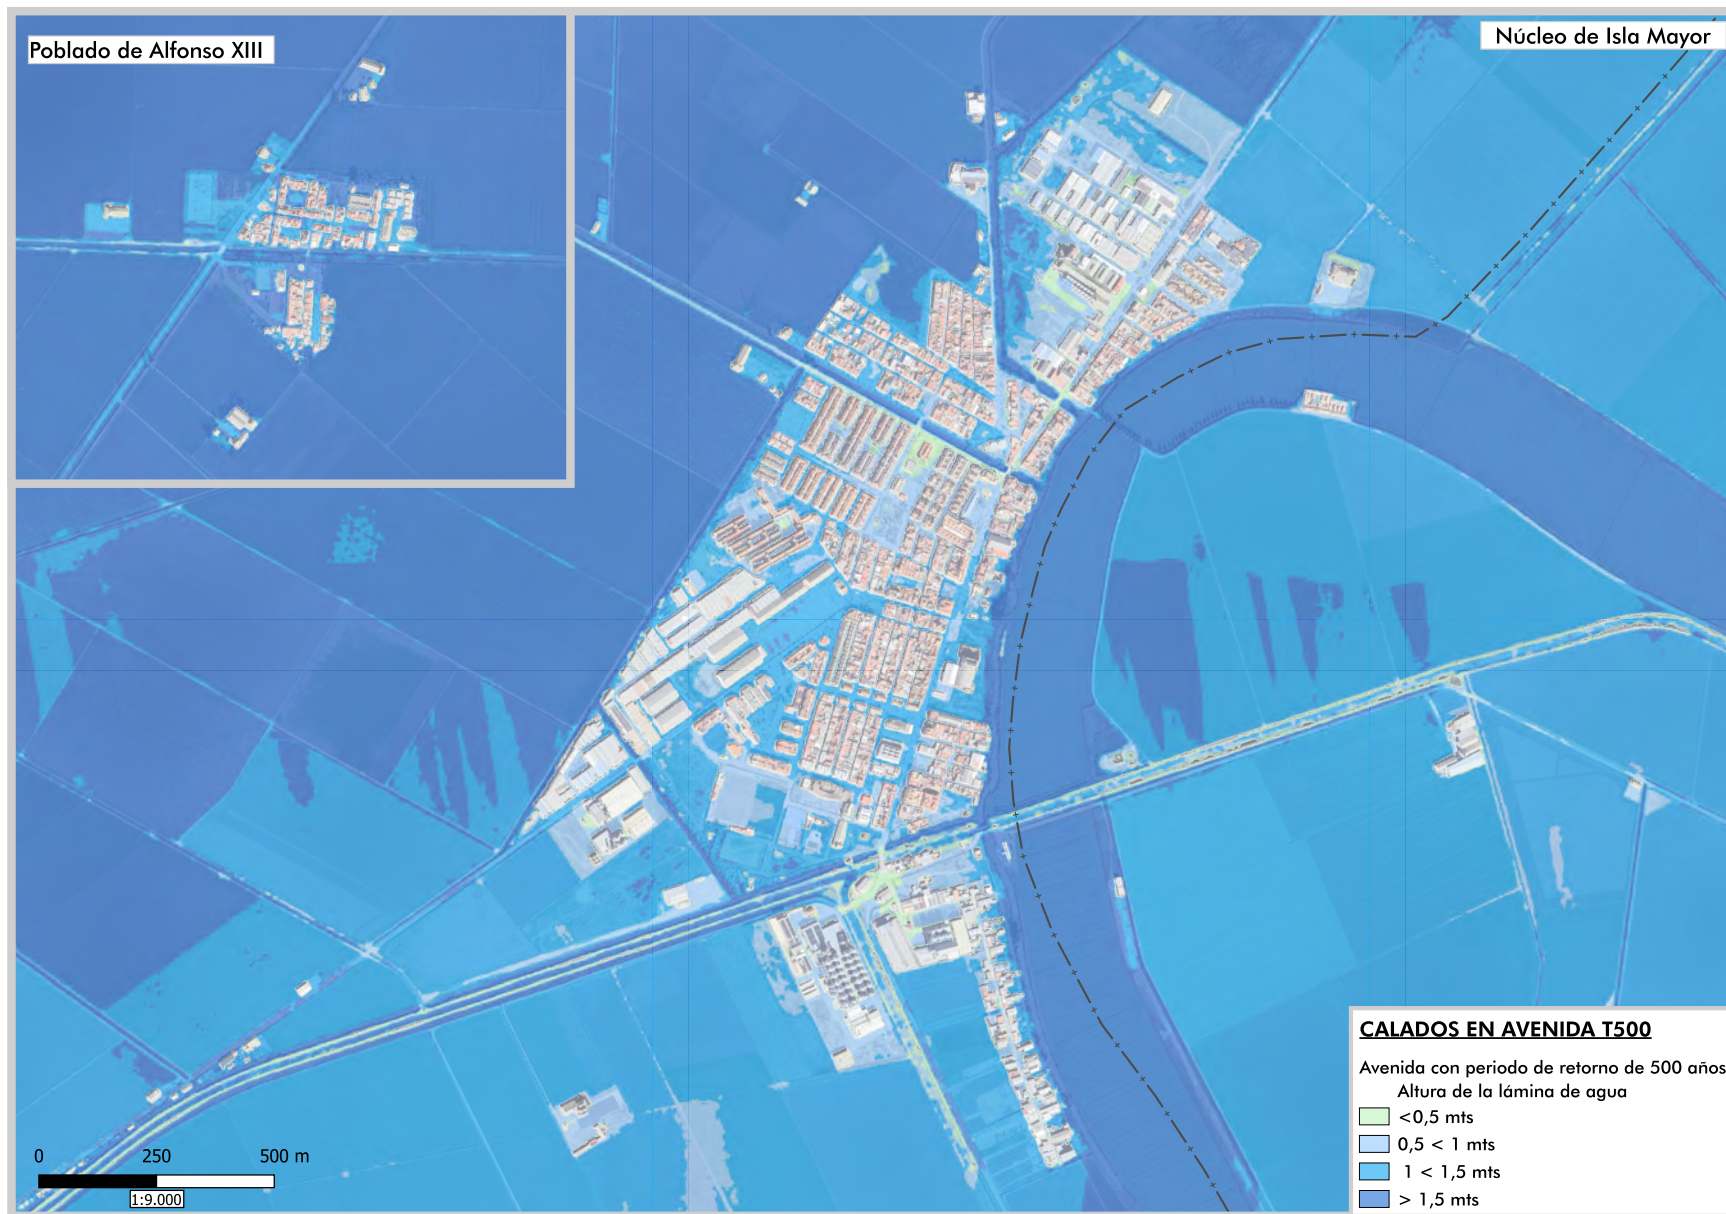 Poblado de Alfonso XIII
Núcleo de Isla Mayor
CALADOS EN AVENIDA T500
Avenida con periodo de retorno de 500 años
Altura de la lámina de agua
<0,5 mts
0,5 < 1 mts
1 < 1,5 mts
> 1,5 mts
0 250 500 m
1:9.000